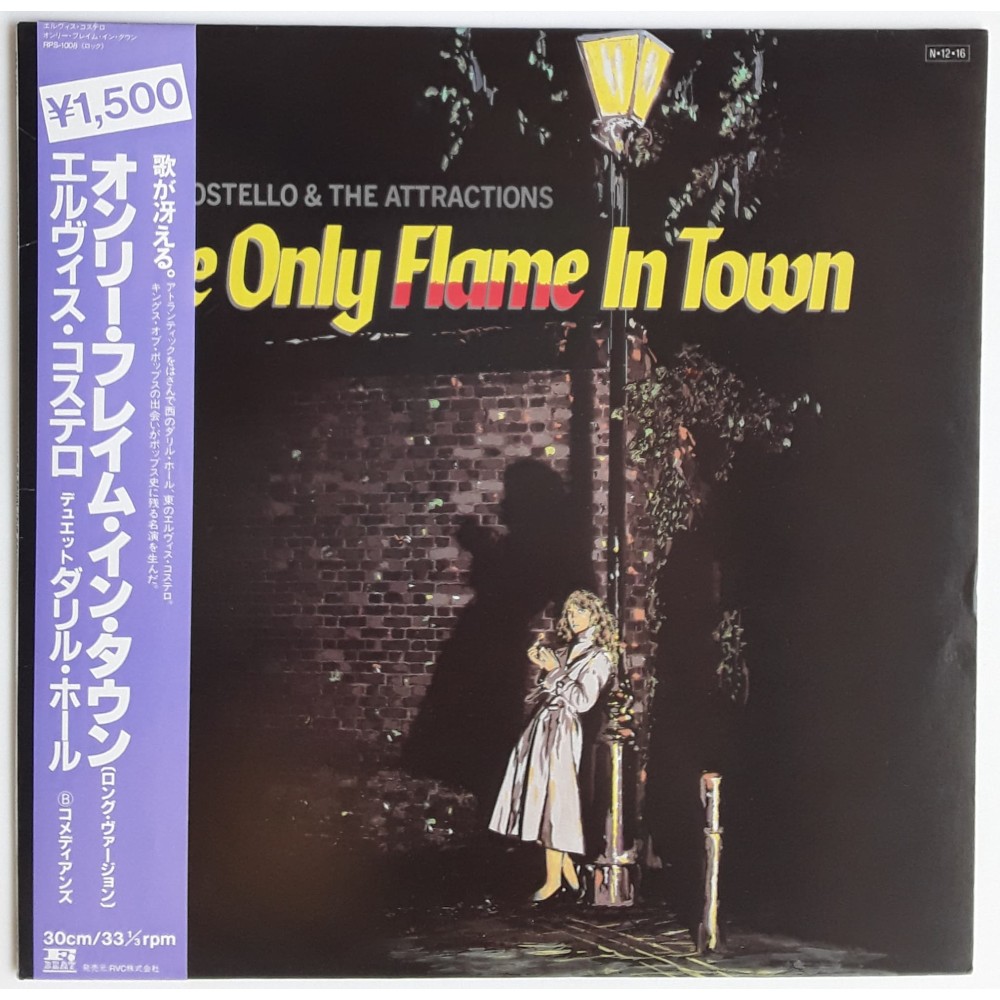 エルヴィス・コステロ
オンリー・フレイム・イン・タウン
RPS-1008 (ロック)
¥1,500
歌が冴える。
アトランティックをはさんで西のダリル・ホール、東のエルヴィス・コステロ。
キングス・オブ・ポップスの出会いがポップス史に残る名演を生んだ。
オンリー・フレイム・イン・タウン(ロング・ヴァージョン)
エルヴィス・コステロ デュエットダリル・ホール Ⓑコメディアンズ
30cm/33⅓rpm
F. BEAT 発売元:RVC株式会社
N•12•16
OSTELLO & THE ATTRACTIONS
e Only Flame In Town